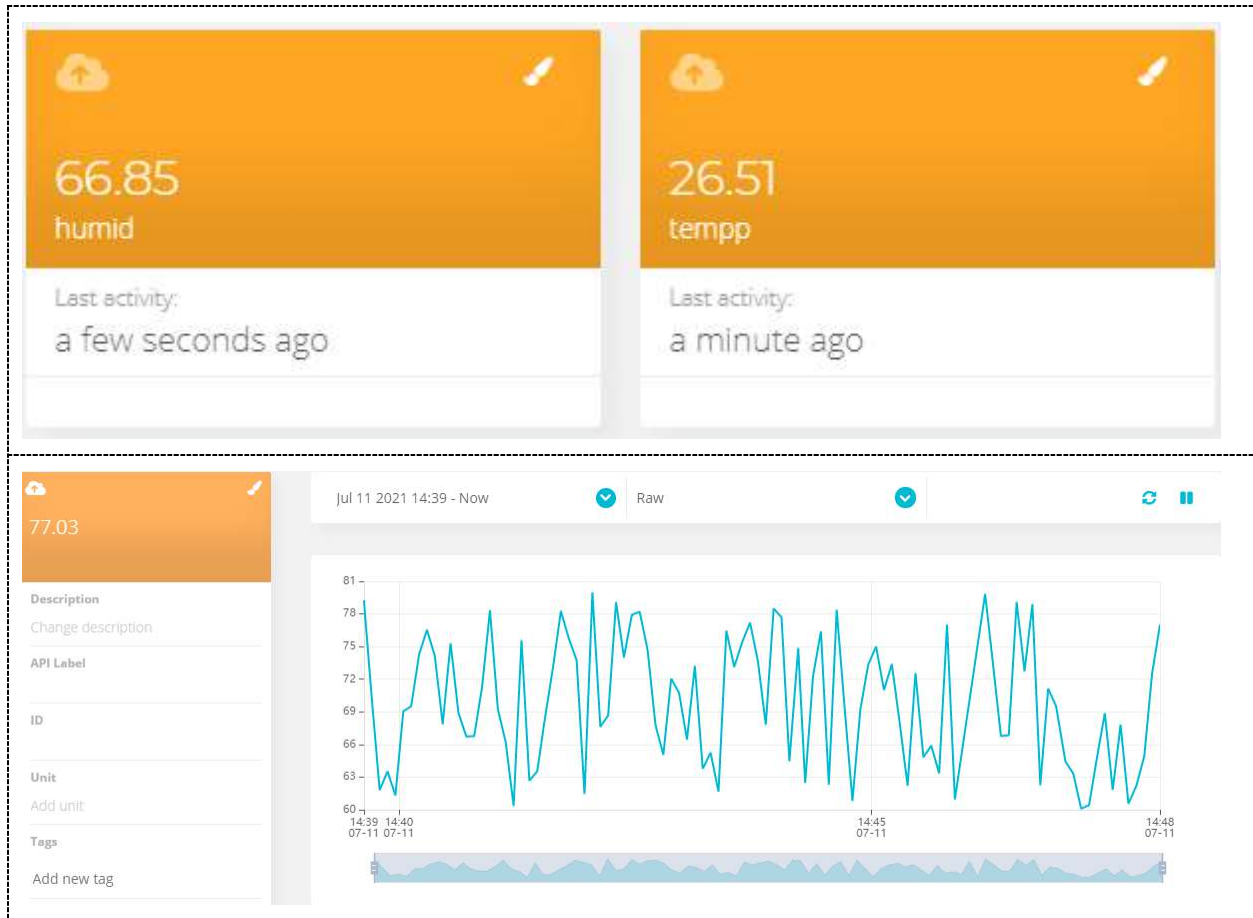 66.85
humid
Last activity:
a few seconds ago
26.51
tempp
Last activity:
a minute ago
77.03
Description
Change description
API Label
ID
Unit
Add unit
Tags
Add new tag
Jul 11 2021 14:39 - Now
Raw
81
78
75
72
69
66
63
60
14:39 14:40 14:45 14:48
07-11 07-11 07-11 07-11